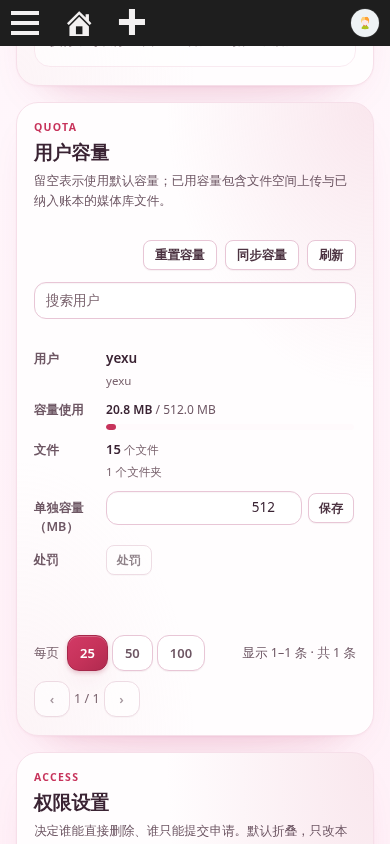 QUOTA
用户容量
留空表示使用默认容量；已用容量包含文件空间上传与已
纳入账本的媒体库文件。
重置容量 同步容量 刷新
搜索用户
用户 yexu
yexu
容量使用 20.8 MB / 512.0 MB
文件 15 个文件
1 个文件夹
单独容量 512 保存
（MB）
处罚 处罚
每页 25 50 100 显示 1–1 条 · 共 1 条
‹ 1 / 1 ›
ACCESS
权限设置
决定谁能直接删除、谁只能提交申请。默认折叠，只改本